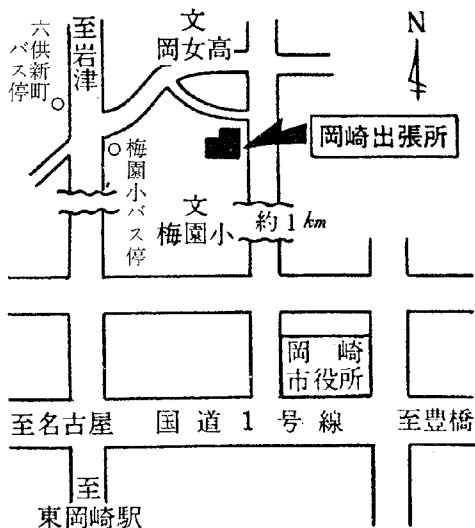 六供新町
バス停
至岩津
文
岡女高
N
岡崎出張所
梅園小バス停
文
梅園小
約1km
岡崎
市役所
至名古屋
国道1号線
至豊橋
至
東岡崎駅